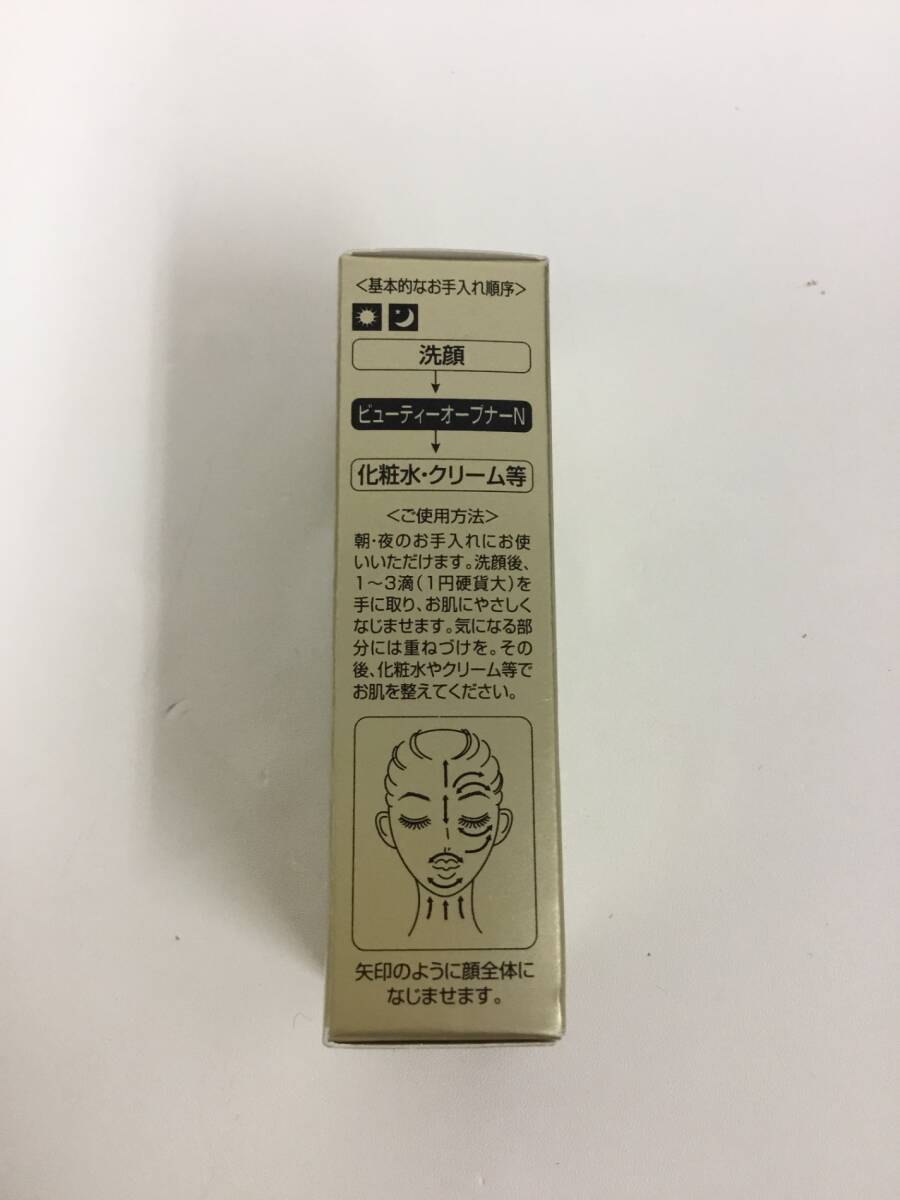 ＜基本的なお手入れ順序＞
洗顔
ビューティーオープナーN
化粧水・クリーム等
＜ご使用方法＞
朝・夜のお手入れにお使
いいただけます。洗顔後、
1～3滴（1円硬貨大）を
手に取り、お肌にやさしく
なじませます。気になる部
分には重ねづけを。その
後、化粧水やクリーム等で
お肌を整えてください。
矢印のように顔全体に
なじませます。